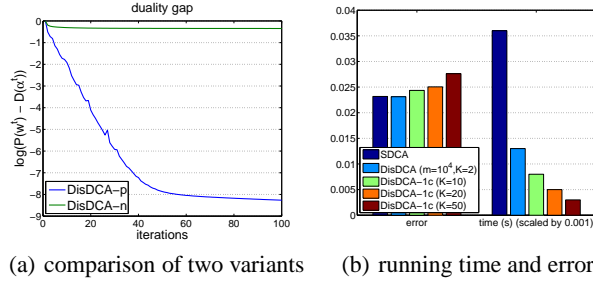 duality gap
log(P(wᵗ) − D(αᵗ))
0
−1
−2
−3
−4
−5
−6
−7
−8
−9
DisDCA−p
DisDCA−n
0 20 40 60 80 100
iterations
(a) comparison of two variants
0.04
0.035
0.03
0.025
0.02
0.015
0.01
0.005
0
SDCA
DisDCA (m=10⁴,K=2)
DisDCA−1c (K=10)
DisDCA−1c (K=20)
DisDCA−1c (K=50)
error time (s) (scaled by 0.001)
(b) running time and error